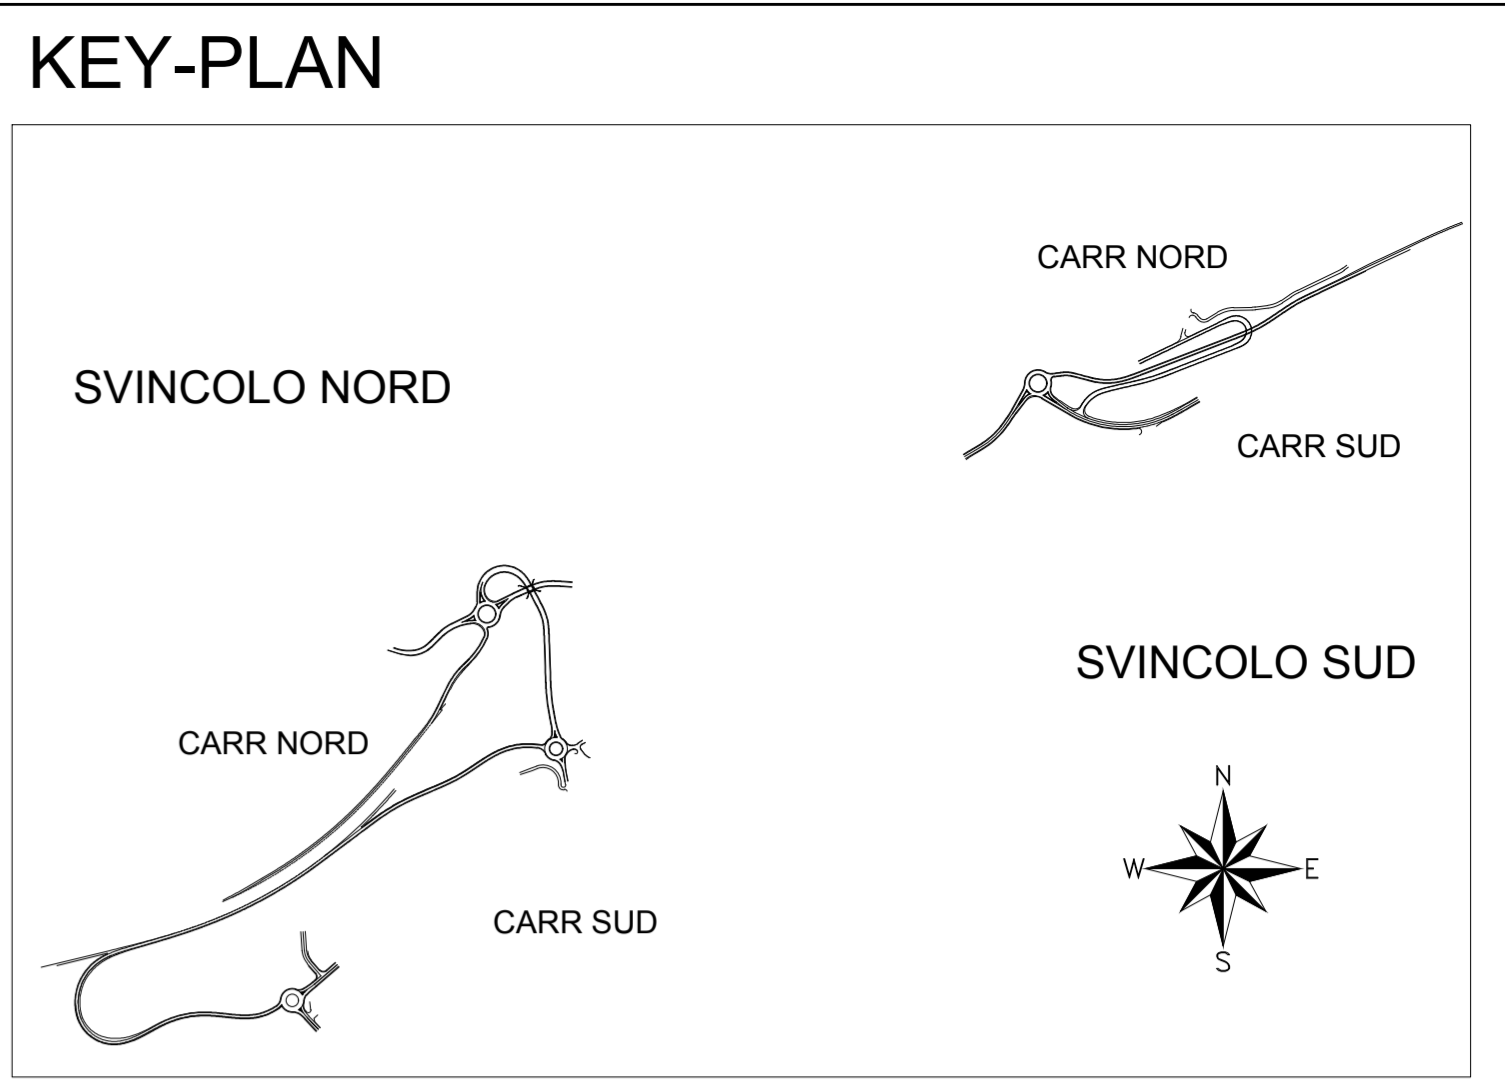 KEY-PLAN
CARR NORD
SVINCOLO NORD
CARR SUD
SVINCOLO SUD
CARR NORD
N
W
E
CARR SUD
S